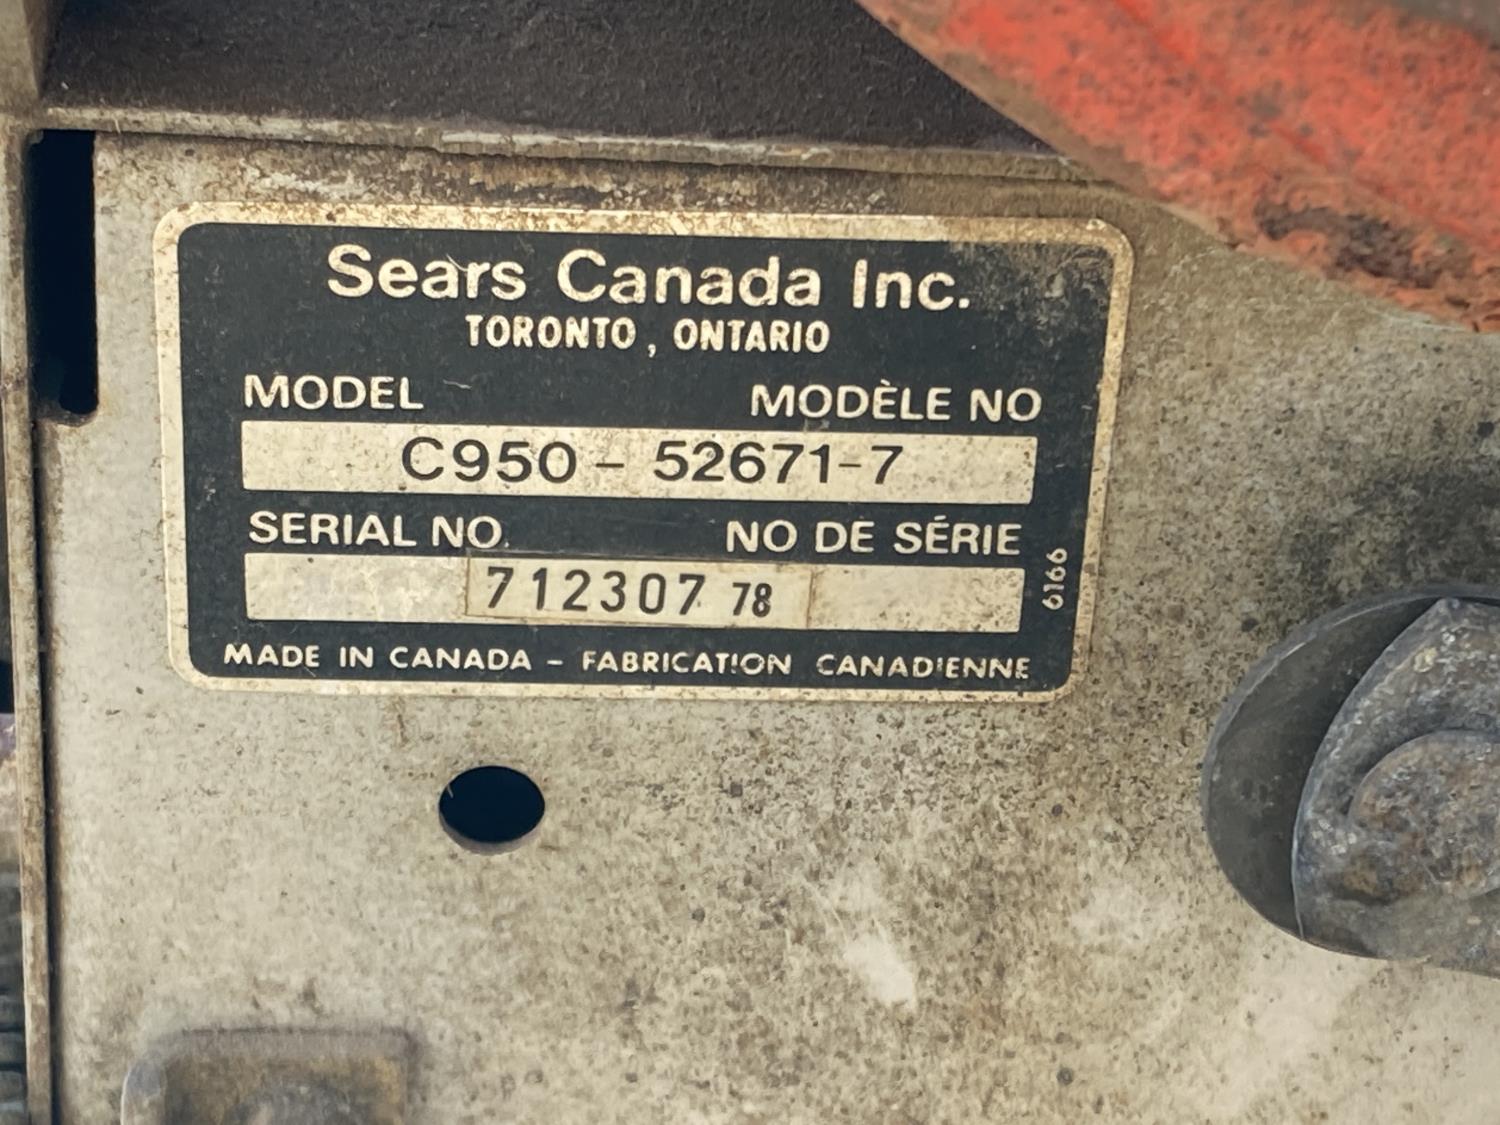 Sears Canada Inc.
TORONTO, ONTARIO
MODEL MODÈLE NO
C950 - 52671-7
SERIAL NO. NO DE SÉRIE
712307 78
6166
MADE IN CANADA - FABRICATION CANADIENNE